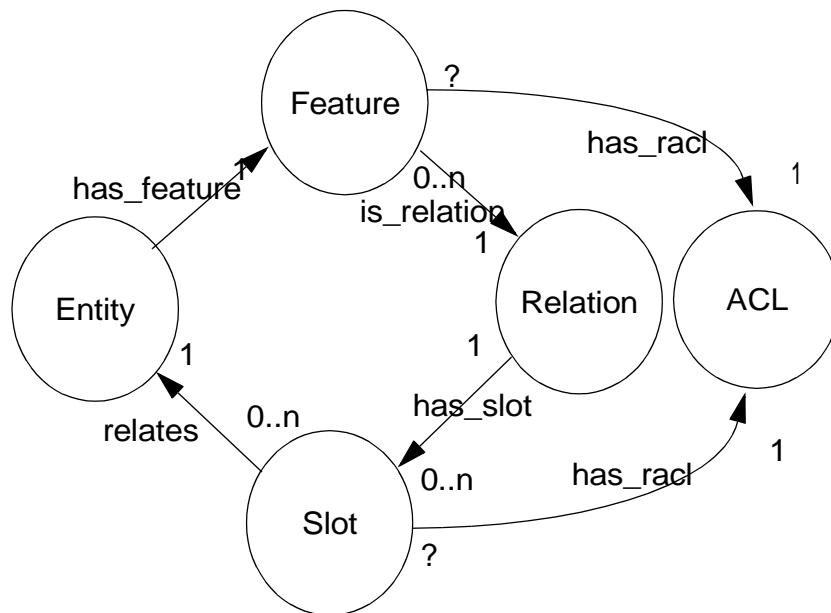 ?
Feature
has_racl
1
has_feature
0..n
1
is_relation
1
Entity
Relation
ACL
1
1
has_slot
relates
0..n
1
0..n
has_racl
Slot
?